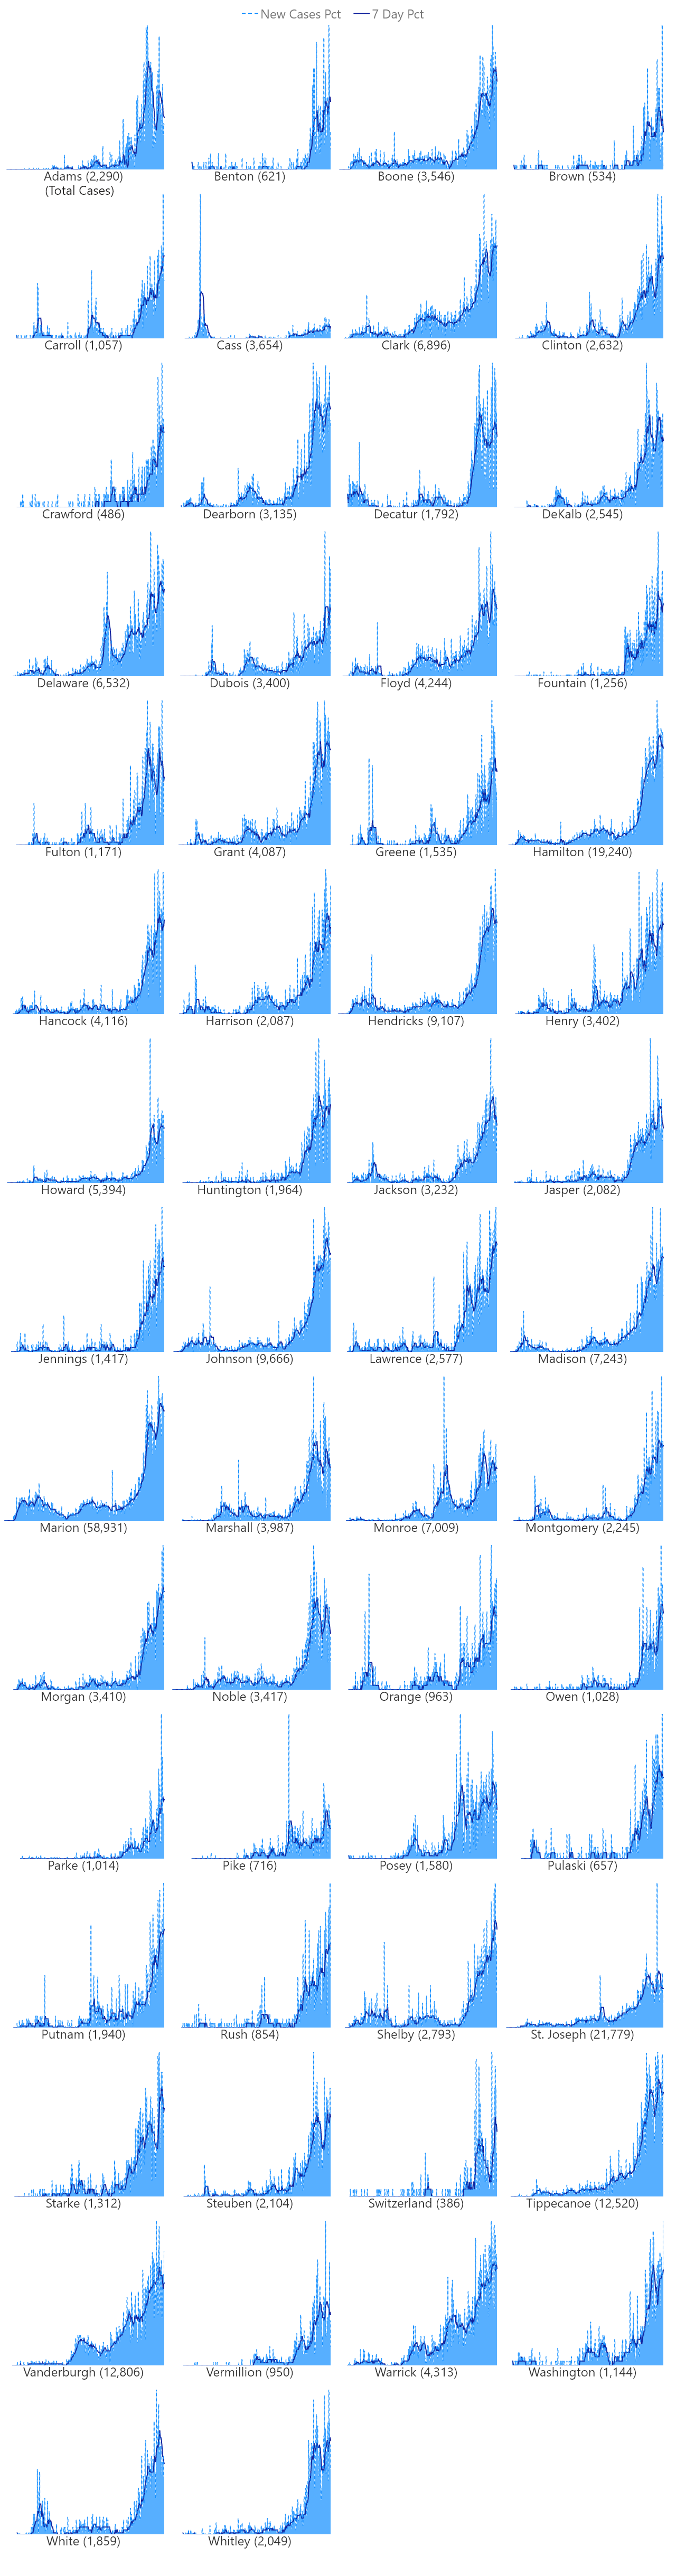 New Cases Pct 7 Day Pct
Adams (2,290) Benton (621) Boone (3,546) Brown (534)
(Total Cases)
Carroll (1,057) Cass (3,654) Clark (6,896) Clinton (2,632)
Crawford (486) Dearborn (3,135) Decatur (1,792) DeKalb (2,545)
Delaware (6,532) Dubois (3,400) Floyd (4,244) Fountain (1,256)
Fulton (1,171) Grant (4,087) Greene (1,535) Hamilton (19,240)
Hancock (4,116) Harrison (2,087) Hendricks (9,107) Henry (3,402)
Howard (5,394) Huntington (1,964) Jackson (3,232) Jasper (2,082)
Jennings (1,417) Johnson (9,666) Lawrence (2,577) Madison (7,243)
Marion (58,931) Marshall (3,987) Monroe (7,009) Montgomery (2,245)
Morgan (3,410) Noble (3,417) Orange (963) Owen (1,028)
Parke (1,014) Pike (716) Posey (1,580) Pulaski (657)
Putnam (1,940) Rush (854) Shelby (2,793) St. Joseph (21,779)
Starke (1,312) Steuben (2,104) Switzerland (386) Tippecanoe (12,520)
Vanderburgh (12,806) Vermillion (950) Warrick (4,313) Washington (1,144)
White (1,859) Whitley (2,049)